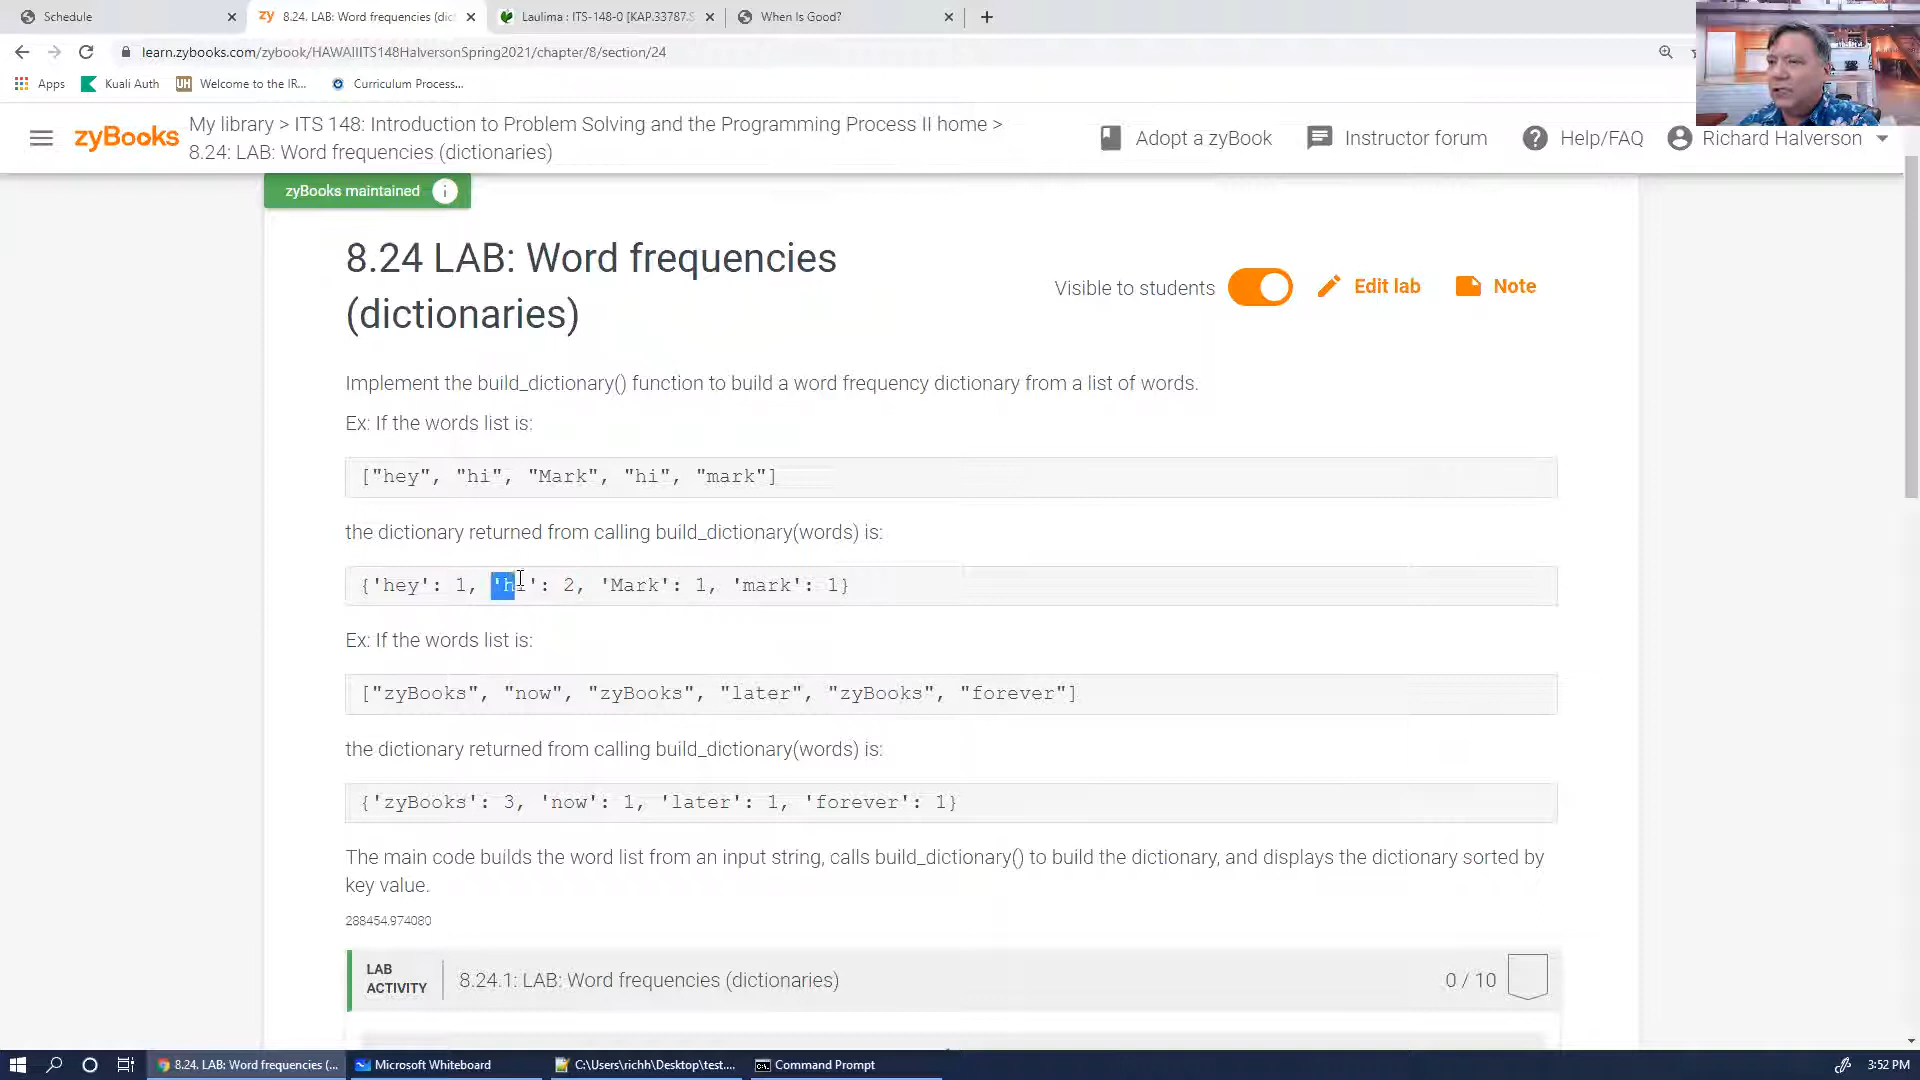 Schedule
zy 8.24. LAB: Word frequencies (dict
Laulima : ITS-148-0 [KAP.33787.S
When Is Good?
learn.zybooks.com/zybook/HAWAIIITS148HalversonSpring2021/chapter/8/section/24
Apps
Kuali Auth
UH Welcome to the IR...
Curriculum Process...
zyBooks
My library > ITS 148: Introduction to Problem Solving and the Programming Process II home >
8.24: LAB: Word frequencies (dictionaries)
Adopt a zyBook
Instructor forum
Help/FAQ
Richard Halverson
zyBooks maintained i
8.24 LAB: Word frequencies
(dictionaries)
Visible to students
Edit lab
Note
Implement the build_dictionary() function to build a word frequency dictionary from a list of words.
Ex: If the words list is:
["hey", "hi", "Mark", "hi", "mark"]
the dictionary returned from calling build_dictionary(words) is:
{'hey': 1, 'hi': 2, 'Mark': 1, 'mark': 1}
Ex: If the words list is:
["zyBooks", "now", "zyBooks", "later", "zyBooks", "forever"]
the dictionary returned from calling build_dictionary(words) is:
{'zyBooks': 3, 'now': 1, 'later': 1, 'forever': 1}
The main code builds the word list from an input string, calls build_dictionary() to build the dictionary, and displays the dictionary sorted by
key value.
288454.974080
LAB
ACTIVITY
8.24.1: LAB: Word frequencies (dictionaries)
0 / 10
8.24. LAB: Word frequencies (...
Microsoft Whiteboard
C:\Users\richh\Desktop\test....
Command Prompt
3:52 PM